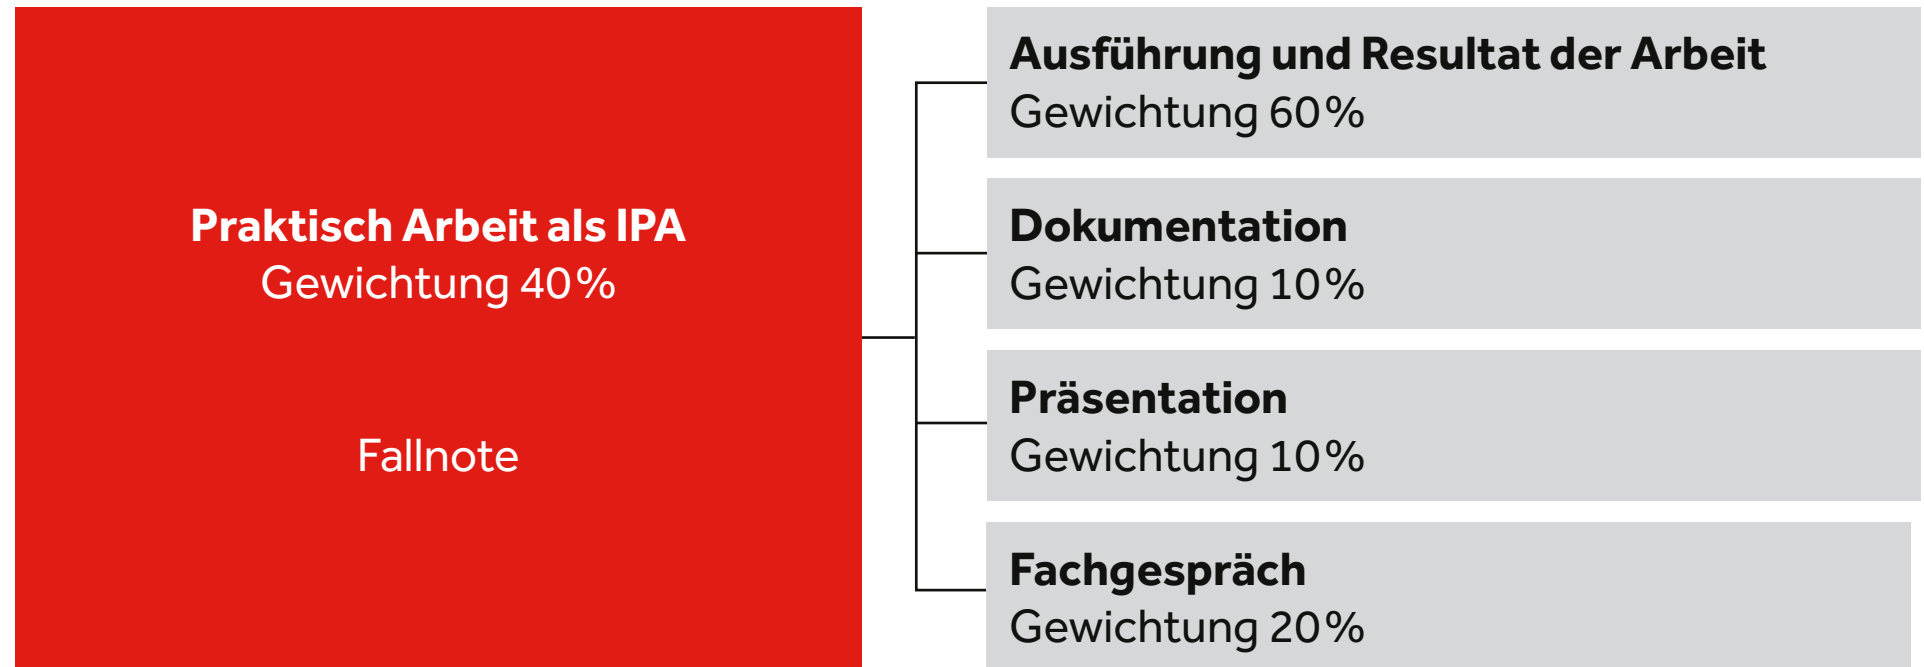 Praktisch Arbeit als IPA
Gewichtung 40%
Fallnote
Ausführung und Resultat der Arbeit
Gewichtung 60%
Dokumentation
Gewichtung 10%
Präsentation
Gewichtung 10%
Fachgespräch
Gewichtung 20%